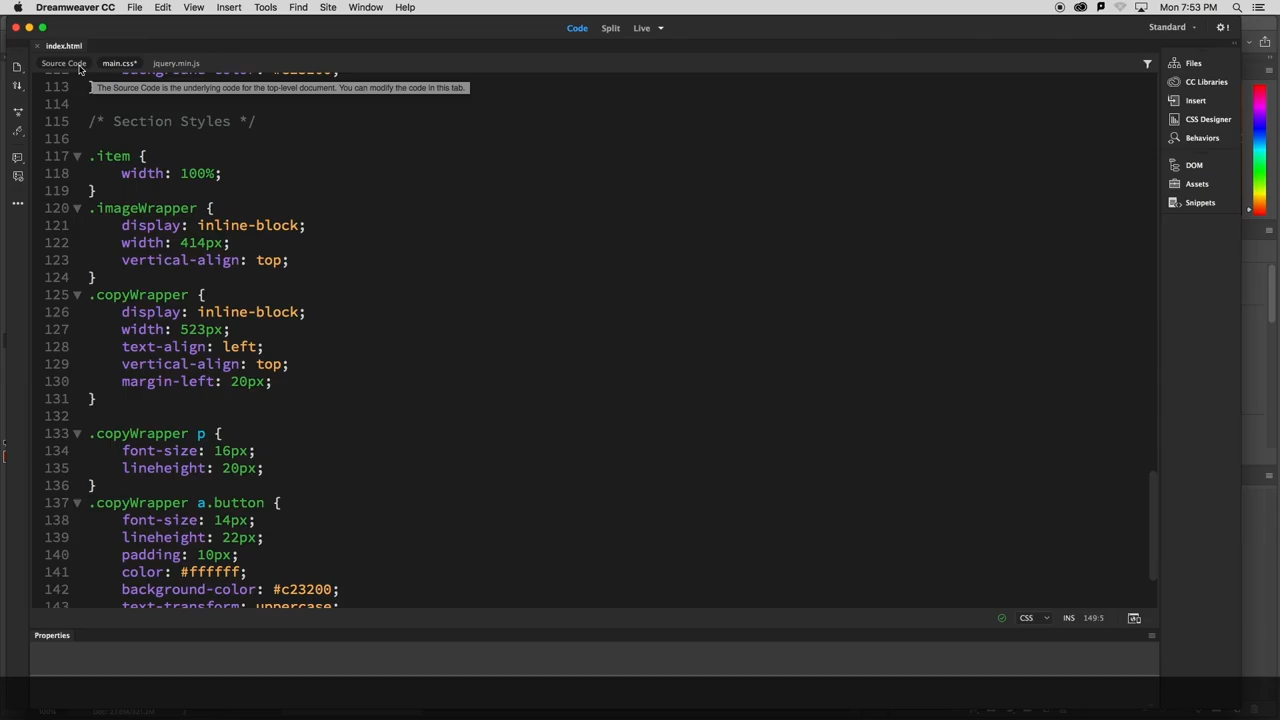 Dreamweaver CC File Edit View Insert Tools Find Site Window Help Mon 7:53 PM
Code Split Live Standard
index.html
Source Code main.css* jquery.min.js
The Source Code is the underlying code for the top-level document. You can modify the code in this tab.
113 }
114
115 /* Section Styles */
116
117 .item {
118 width: 100%;
119 }
120 .imageWrapper {
121 display: inline-block;
122 width: 414px;
123 vertical-align: top;
124 }
125 .copyWrapper {
126 display: inline-block;
127 width: 523px;
128 text-align: left;
129 vertical-align: top;
130 margin-left: 20px;
131 }
132
133 .copyWrapper p {
134 font-size: 16px;
135 lineheight: 20px;
136 }
137 .copyWrapper a.button {
138 font-size: 14px;
139 lineheight: 22px;
140 padding: 10px;
141 color: #ffffff;
142 background-color: #c23200;
143 text-transform: uppercase;
Files
CC Libraries
Insert
CSS Designer
Behaviors
DOM
Assets
Snippets
CSS INS 149:5
Properties